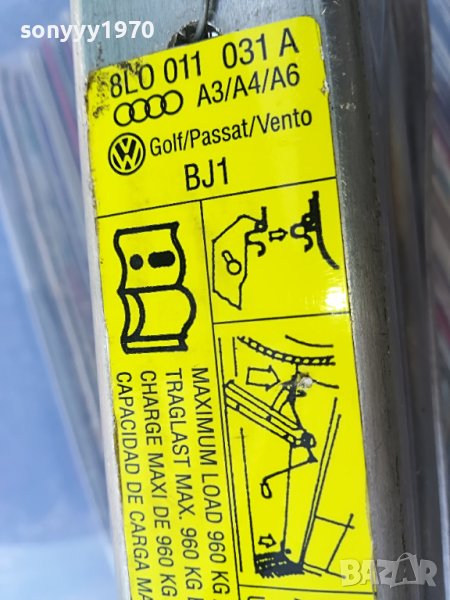 sonyyy1970
8L0 011 031 A
A3/A4/A6
Golf/Passat/Vento
BJ1
MAXIMUM LOAD 960 KG
TRAGLAST MAX. 960 KG
CHARGE MAXI DE 960 KG
CAPACIDAD DE CARGA
BAZAR